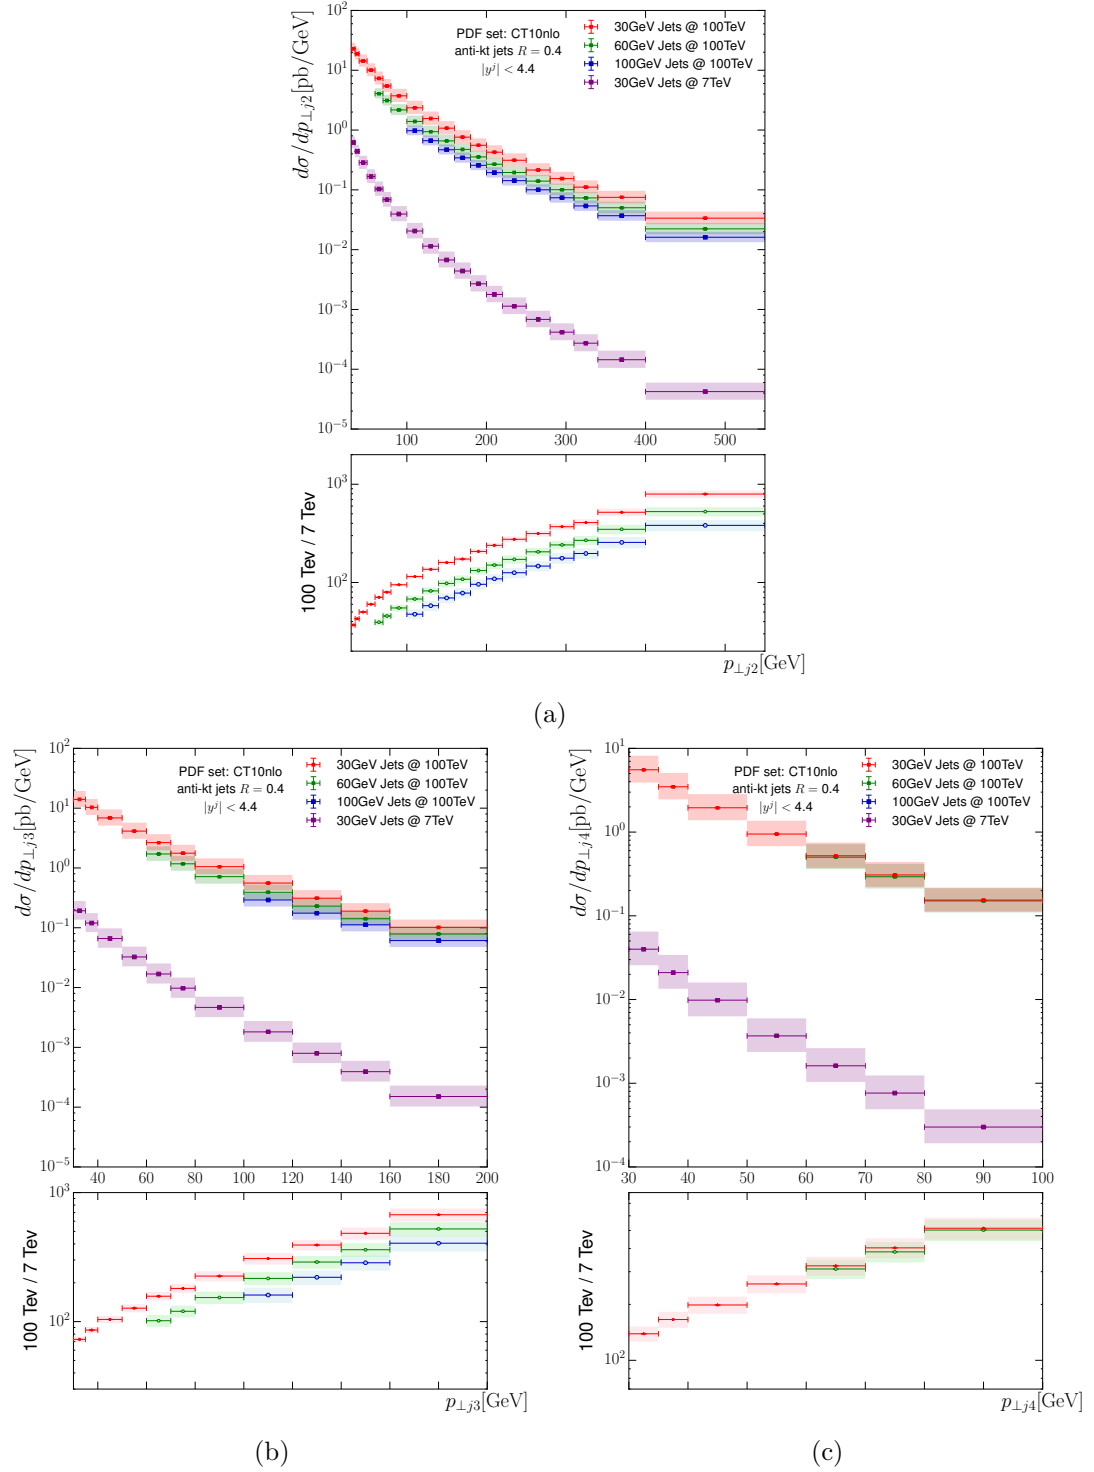 dσ/dp⊥j2[pb/GeV]
10^2
10^1
10^0
10^−1
10^−2
10^−3
10^−4
10^−5
PDF set: CT10nlo
anti-kt jets R = 0.4
|y^j| < 4.4
30GeV Jets @ 100TeV
60GeV Jets @ 100TeV
100GeV Jets @ 100TeV
30GeV Jets @ 7TeV
100 200 300 400 500
100 Tev / 7 Tev
10^3
10^2
p⊥j2[GeV]
(a)
dσ/dp⊥j3[pb/GeV]
10^2
10^1
10^0
10^−1
10^−2
10^−3
10^−4
10^−5
PDF set: CT10nlo
anti-kt jets R = 0.4
|y^j| < 4.4
30GeV Jets @ 100TeV
60GeV Jets @ 100TeV
100GeV Jets @ 100TeV
30GeV Jets @ 7TeV
40 60 80 100 120 140 160 180 200
100 Tev / 7 Tev
10^3
10^2
p⊥j3[GeV]
(b)
dσ/dp⊥j4[pb/GeV]
10^1
10^0
10^−1
10^−2
10^−3
10^−4
PDF set: CT10nlo
anti-kt jets R = 0.4
|y^j| < 4.4
30GeV Jets @ 100TeV
60GeV Jets @ 100TeV
100GeV Jets @ 100TeV
30GeV Jets @ 7TeV
30 40 50 60 70 80 90 100
100 Tev / 7 Tev
10^2
p⊥j4[GeV]
(c)